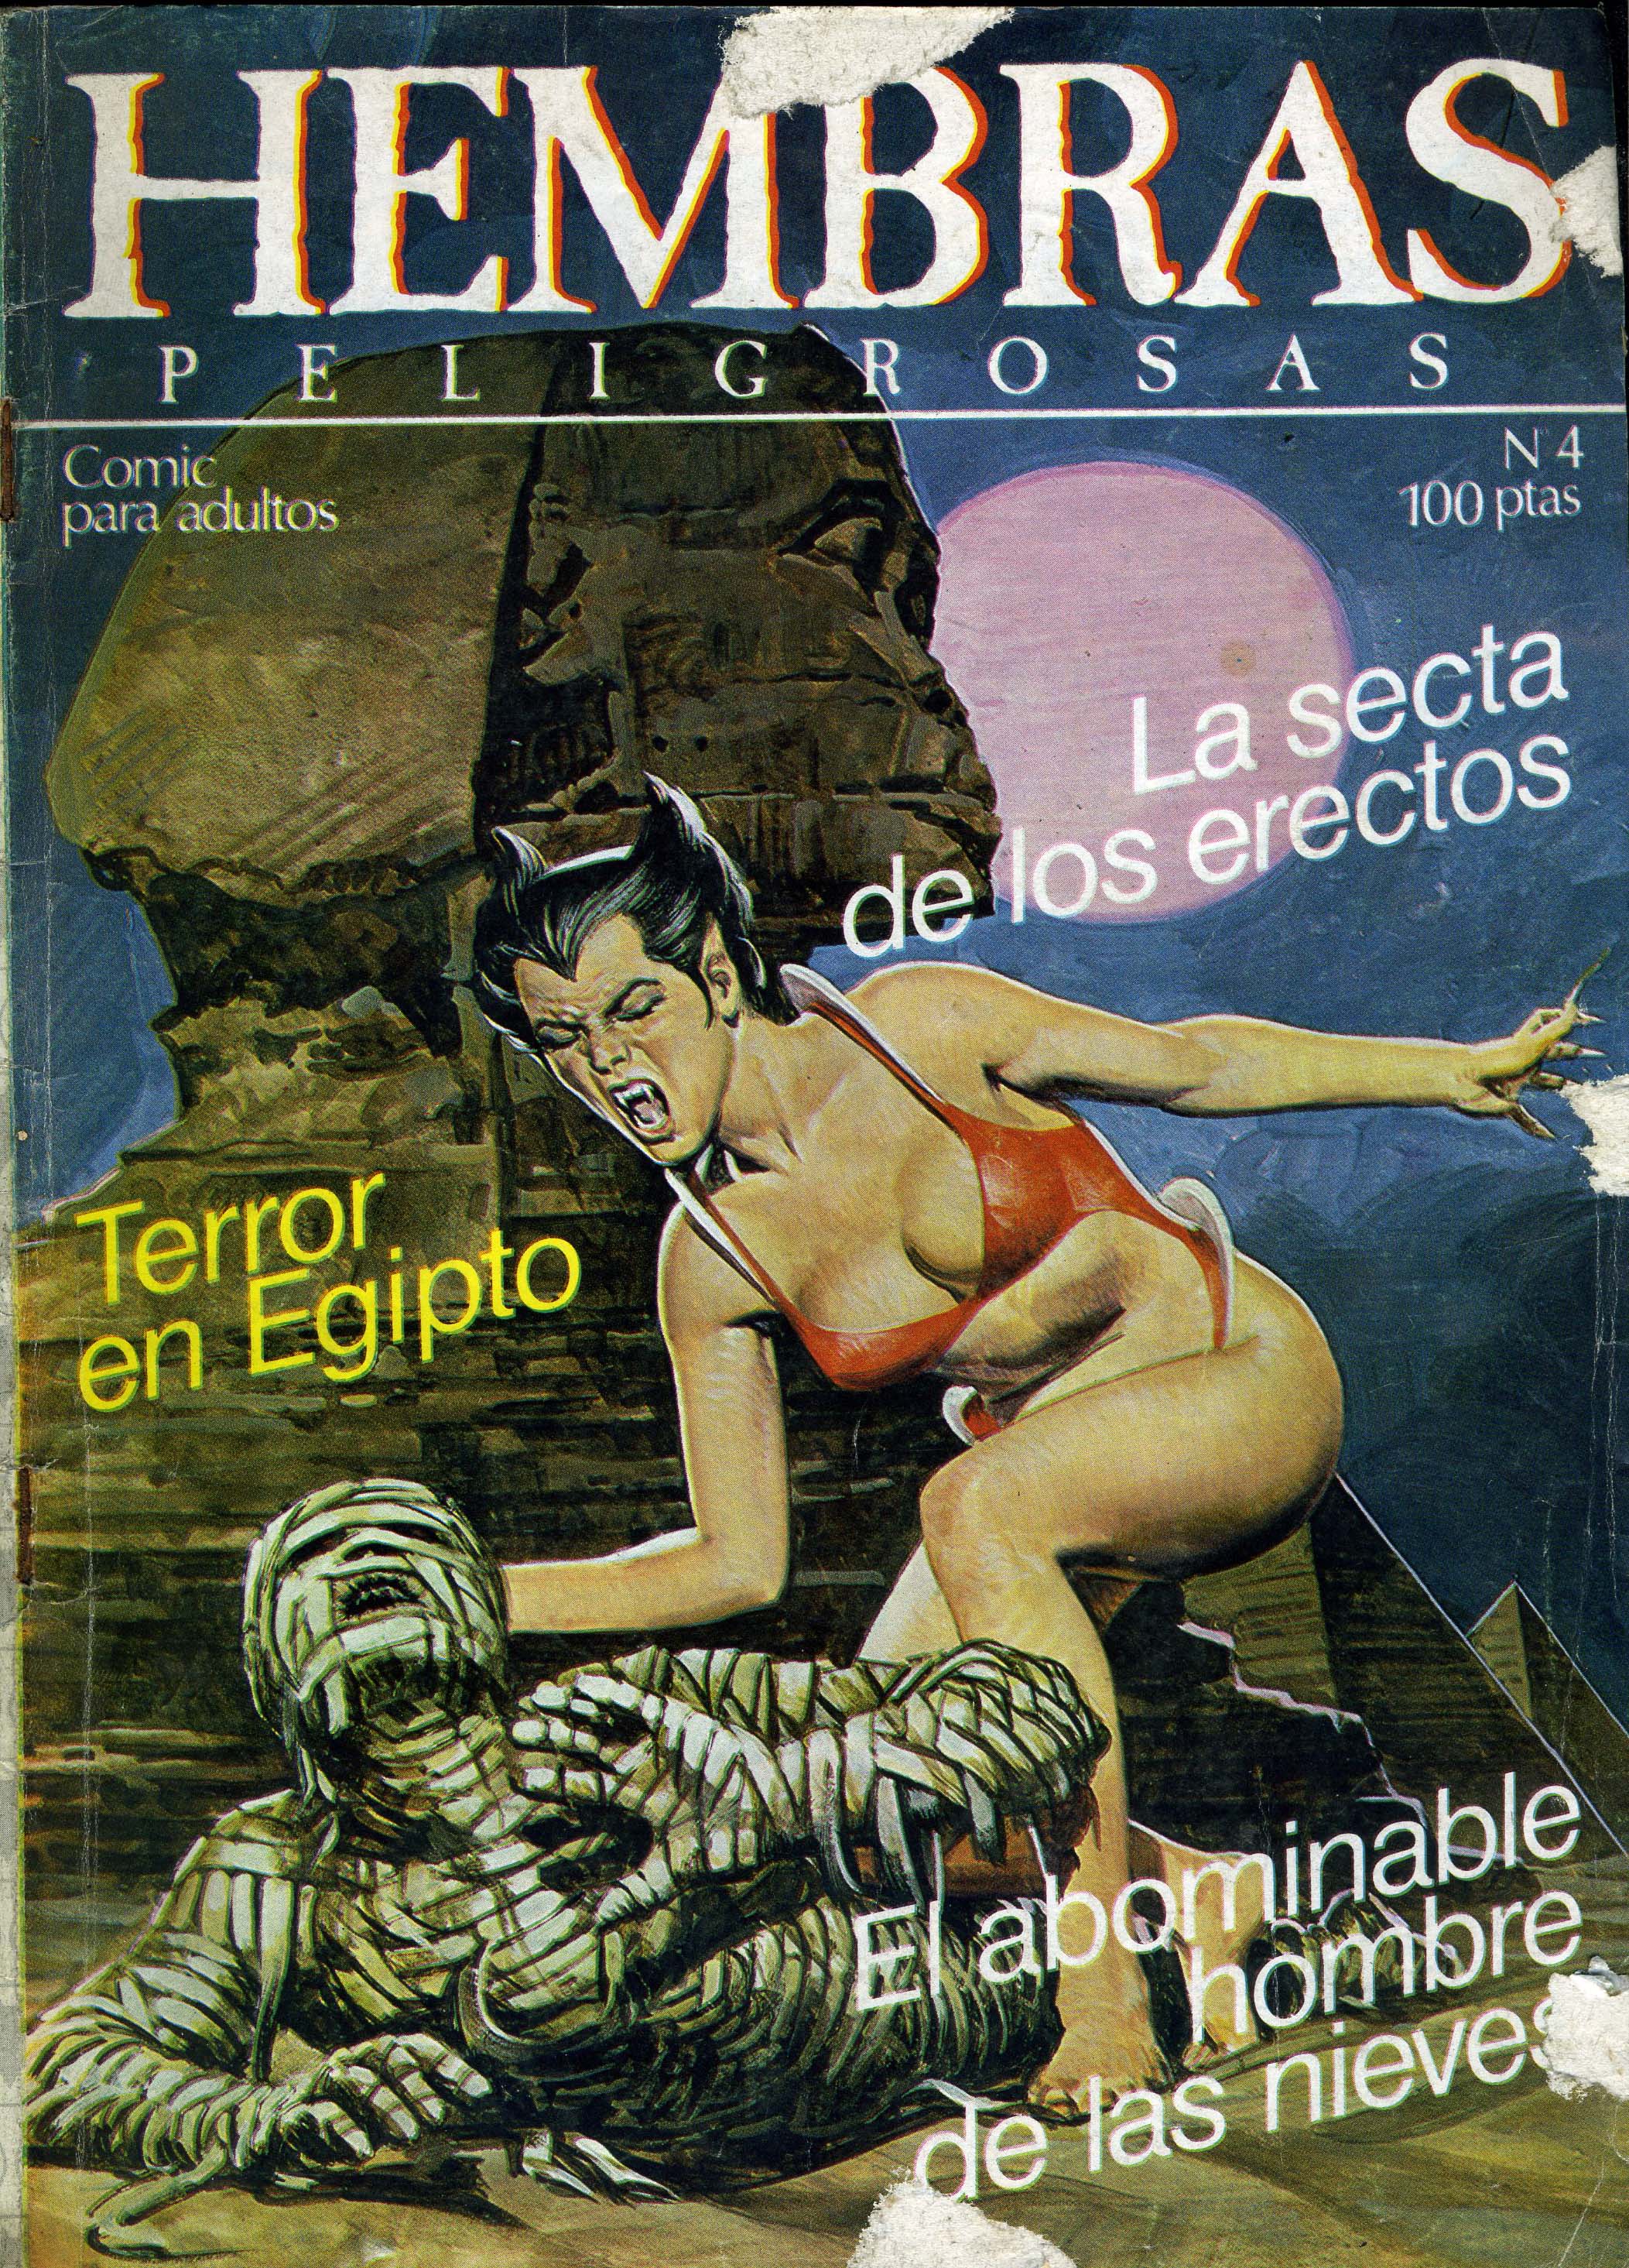 HEMBRAS
PELIGROSAS
Comic
para adultos
N° 4
100 ptas
La secta
de los erectos
Terror
en Egipto
El abominable
hombre
de las nieves